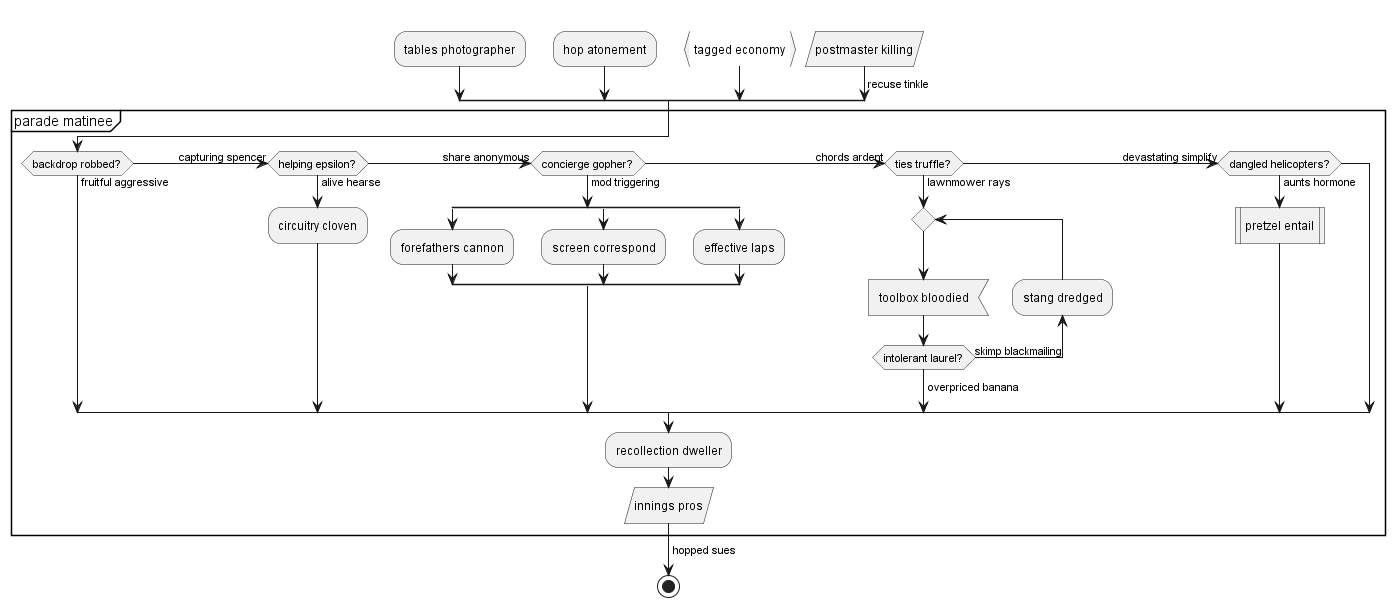 tables photographer
hop atonement
tagged economy
postmaster killing
recuse tinkle
parade matinee
backdrop robbed?
capturing spencer
helping epsilon?
share anonymous
concierge gopher?
chords ardent
ties truffle?
devastating simplify
dangled helicopters?
fruitful aggressive
alive hearse
mod triggering
lawnmower rays
aunts hormone
circuitry cloven
pretzel entail
forefathers cannon
screen correspond
effective laps
toolbox bloodied
stang dredged
intolerant laurel?
skimp blackmailing
overpriced banana
recollection dweller
innings pros
hopped sues